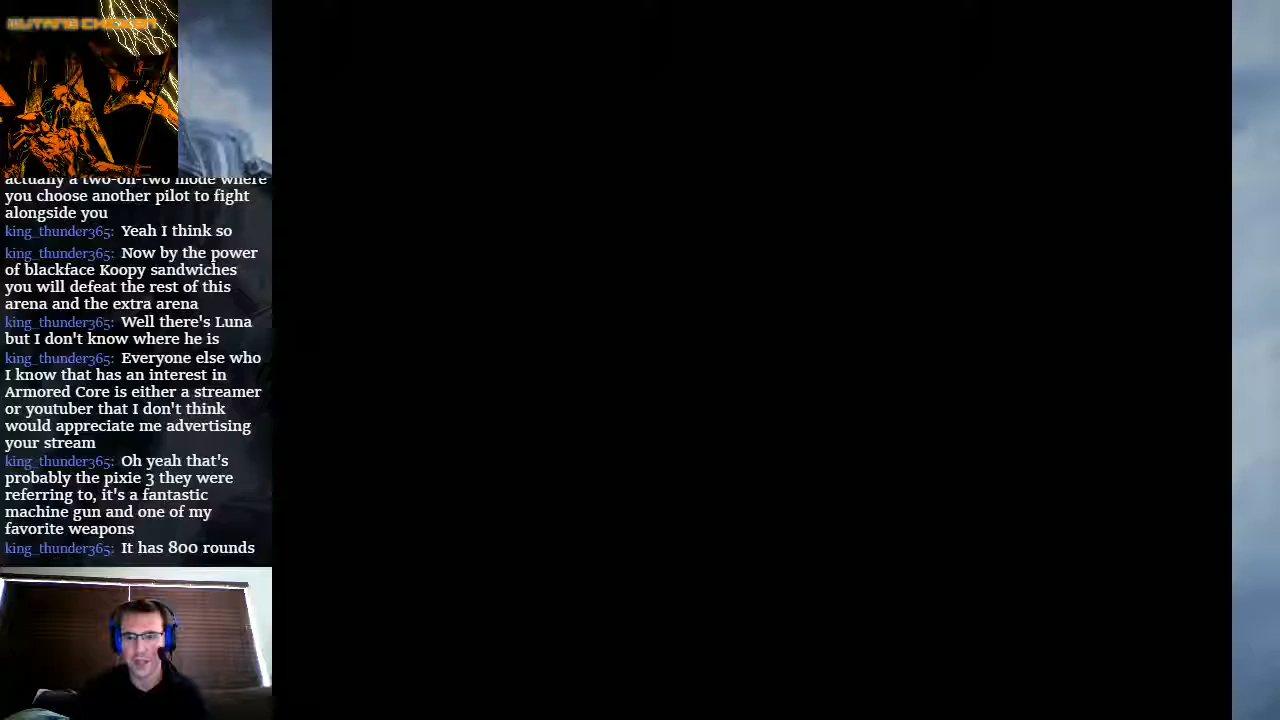 WUTANG CHICKEN
actually a two-on-two mode where
you choose another pilot to fight
alongside you
king_thunder365: Yeah I think so
king_thunder365: Now by the power
of blackface Koopy sandwiches
you will defeat the rest of this
arena and the extra arena
king_thunder365: Well there's Luna
but I don't know where he is
king_thunder365: Everyone else who
I know that has an interest in
Armored Core is either a streamer
or youtuber that I don't think
would appreciate me advertising
your stream
king_thunder365: Oh yeah that's
probably the pixie 3 they were
referring to, it's a fantastic
machine gun and one of my
favorite weapons
king_thunder365: It has 800 rounds